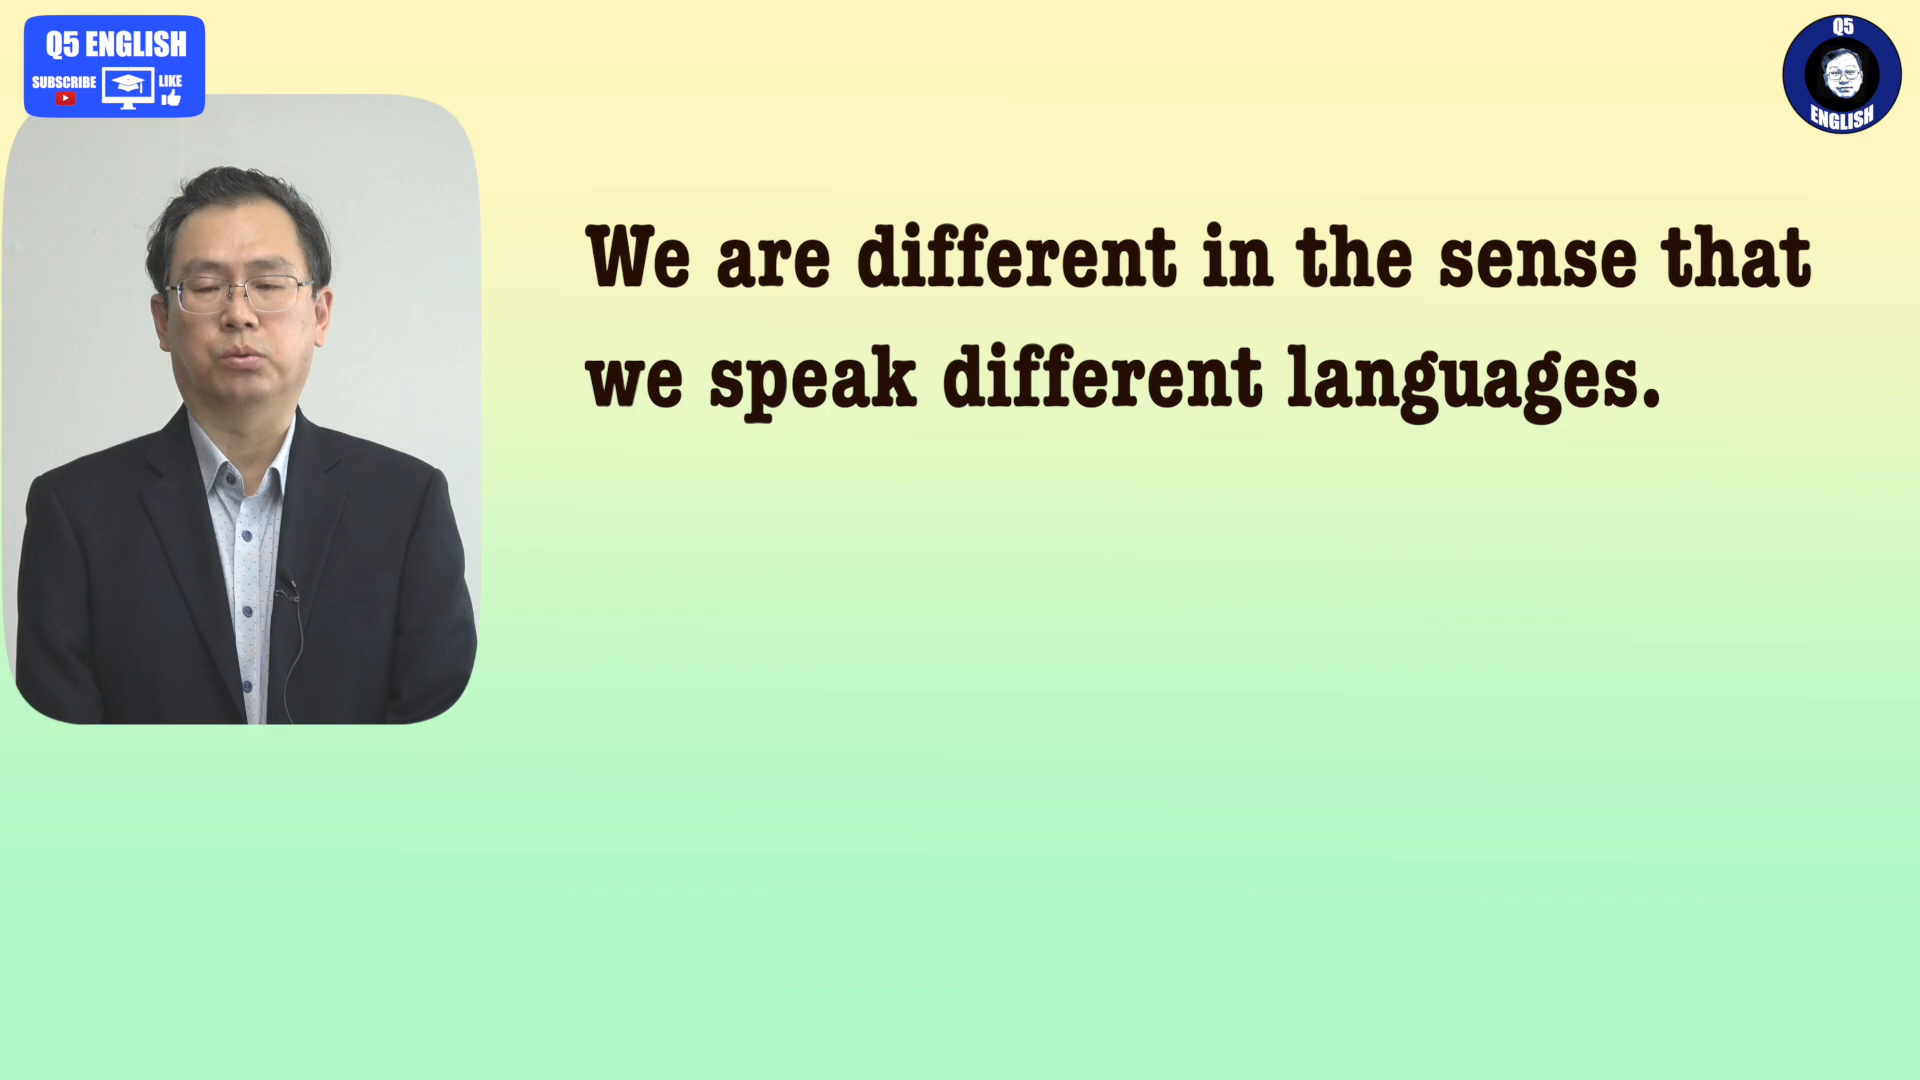 Q5 ENGLISH
SUBSCRIBE LIKE
Q5
ENGLISH
We are different in the sense that
we speak different languages.